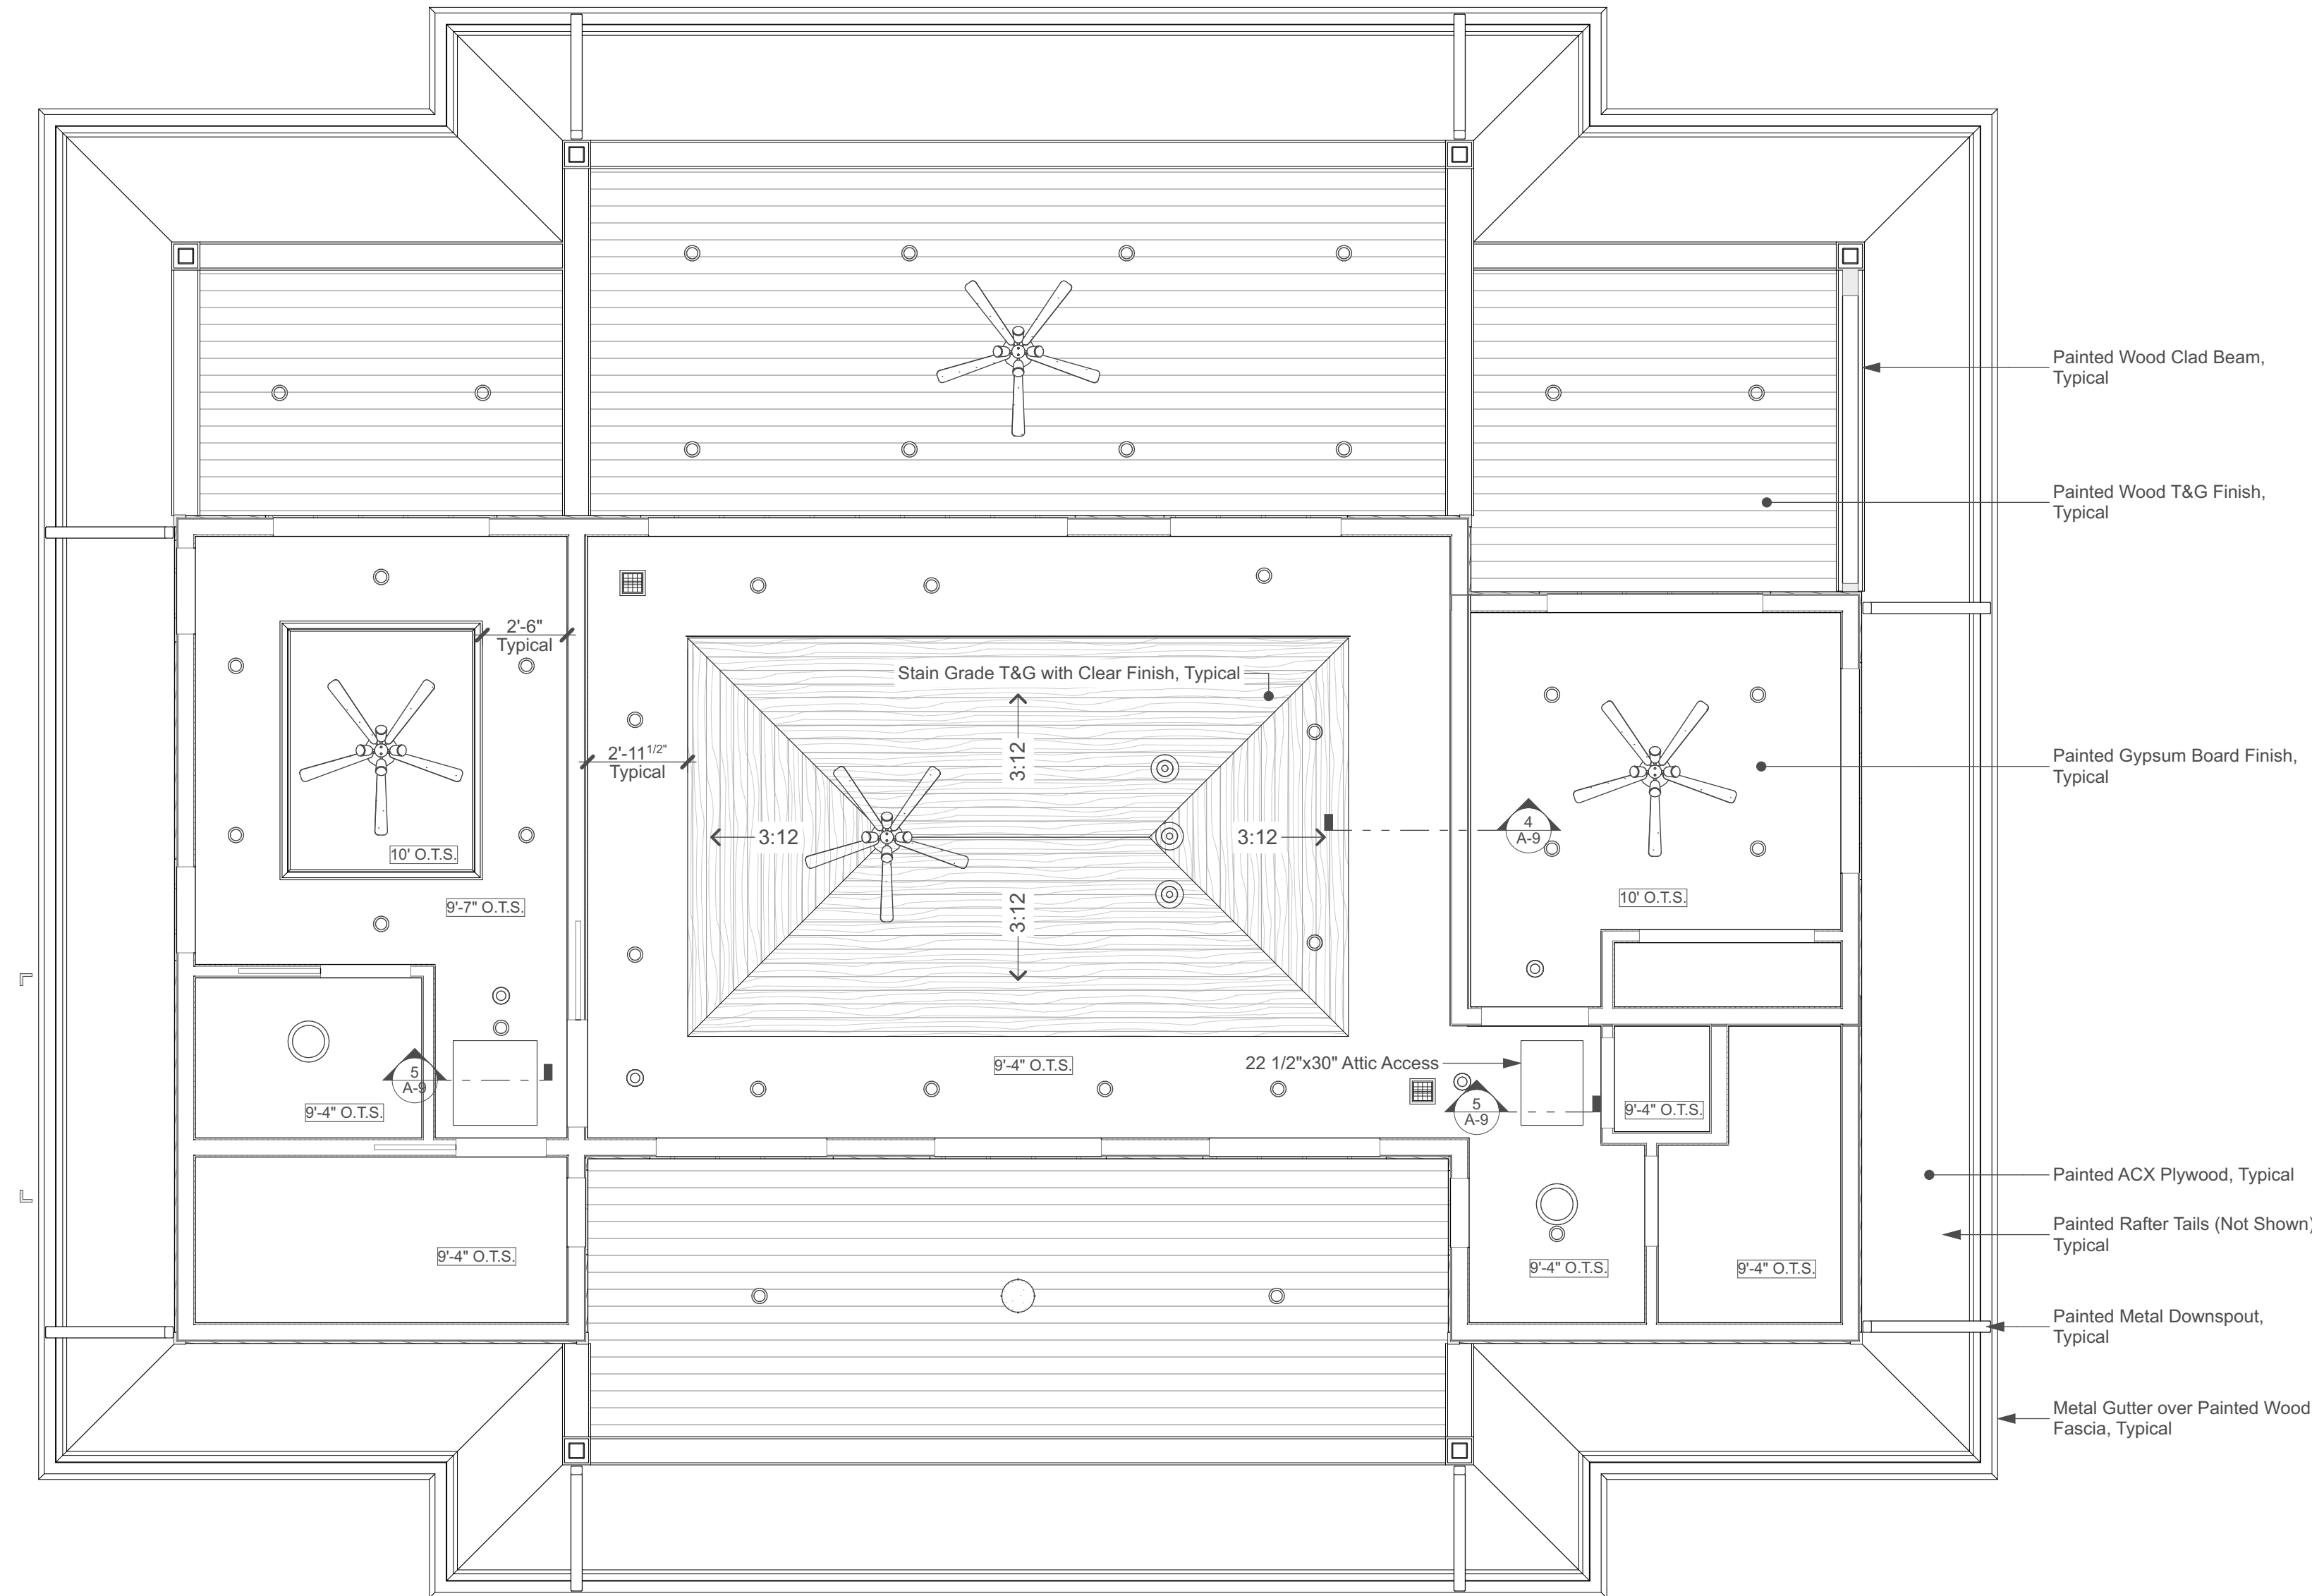 Painted Wood Clad Beam,
Typical
Painted Wood T&G Finish,
Typical
2'-6"
Typical
Stain Grade T&G with Clear Finish, Typical
2'-11 1/2"
Typical
3:12
3:12
3:12
3:12
Painted Gypsum Board Finish,
Typical
4
A-9
10' O.T.S.
9'-7" O.T.S.
10' O.T.S.
9'-4" O.T.S.
22 1/2"x30" Attic Access
5
A-9
9'-4" O.T.S.
5
A-9
9'-4" O.T.S.
Painted ACX Plywood, Typical
Painted Rafter Tails (Not Shown)
Typical
9'-4" O.T.S.
9'-4" O.T.S.
9'-4" O.T.S.
Painted Metal Downspout,
Typical
Metal Gutter over Painted Wood
Fascia, Typical